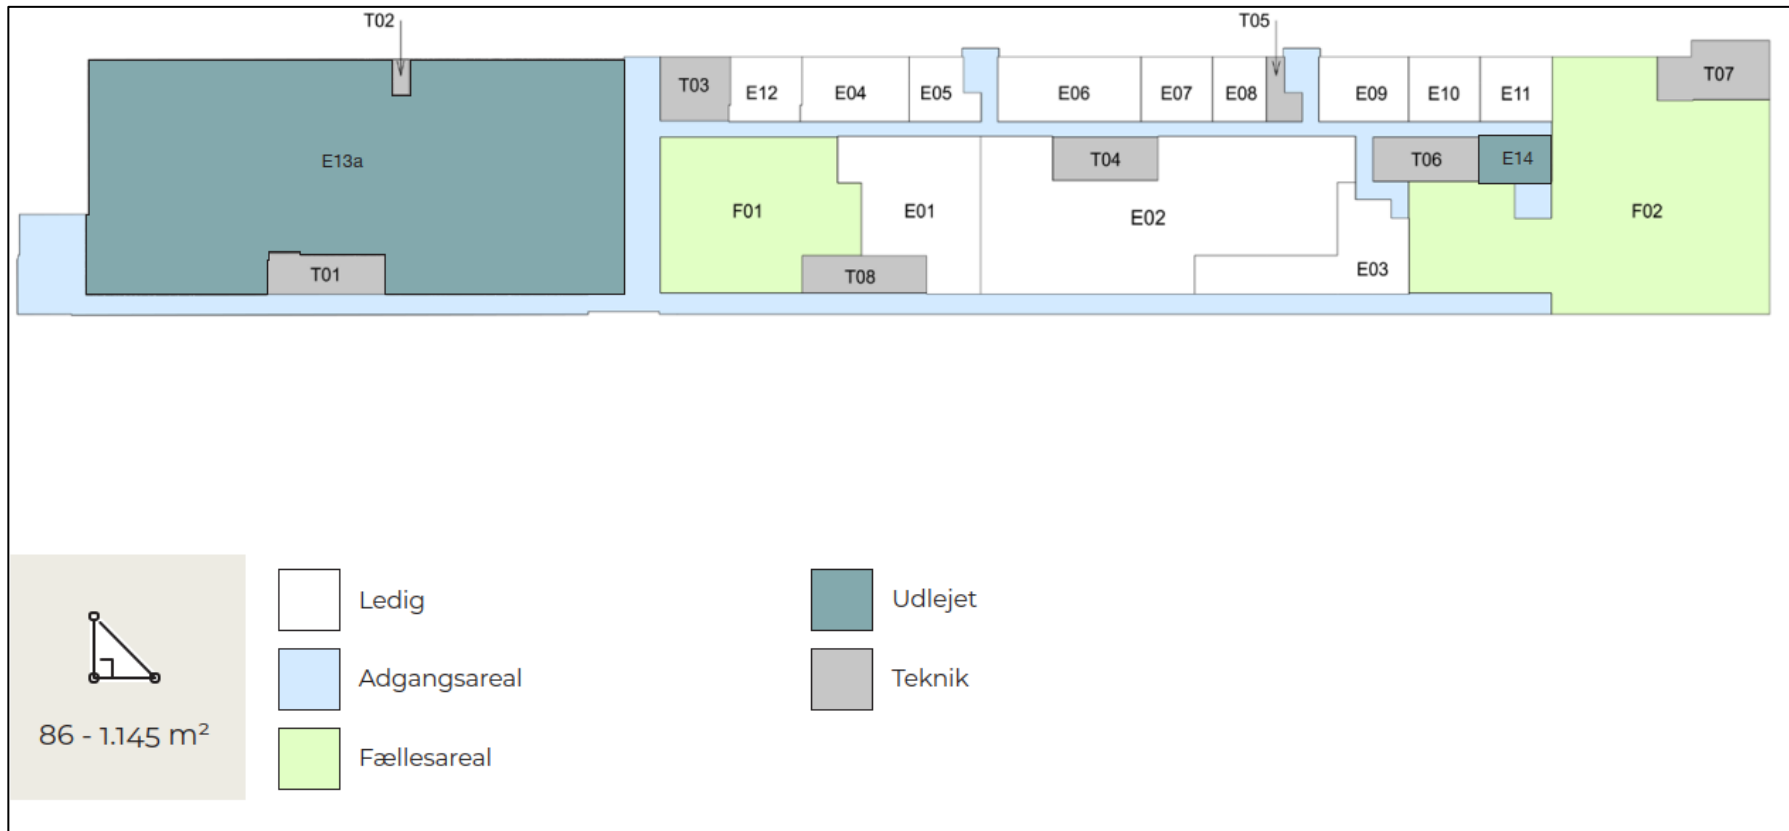 T02
T05
T03
E12
E04
E05
E06
E07
E08
E09
E10
E11
T07
E13a
T04
T06
E14
F01
E01
E02
F02
T01
T08
E03
Ledig
Udlejet
Adgangsareal
Teknik
86 - 1.145 m²
Fællesareal